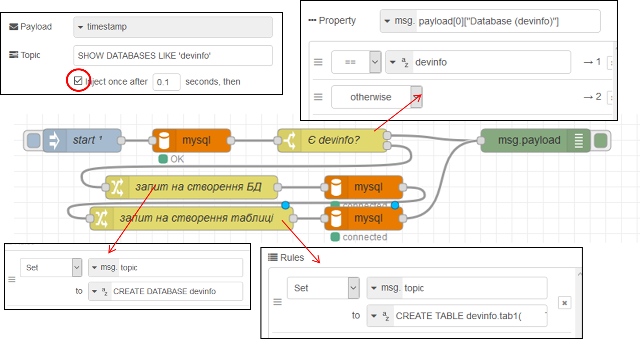 Payload
timestamp
Topic
SHOW DATABASES LIKE 'devinfo'
Inject once after 0.1 seconds, then
Property
msg. payload[0]["Database (devinfo)"]
== devinfo → 1
otherwise → 2
start ¹
mysql
OK
Є devinfo?
msg.payload
запит на створення БД
mysql
connected
запит на створення таблиці
mysql
connected
Set
msg. topic
to CREATE DATABASE devinfo
Rules
Set
msg. topic
to CREATE TABLE devinfo.tab1(